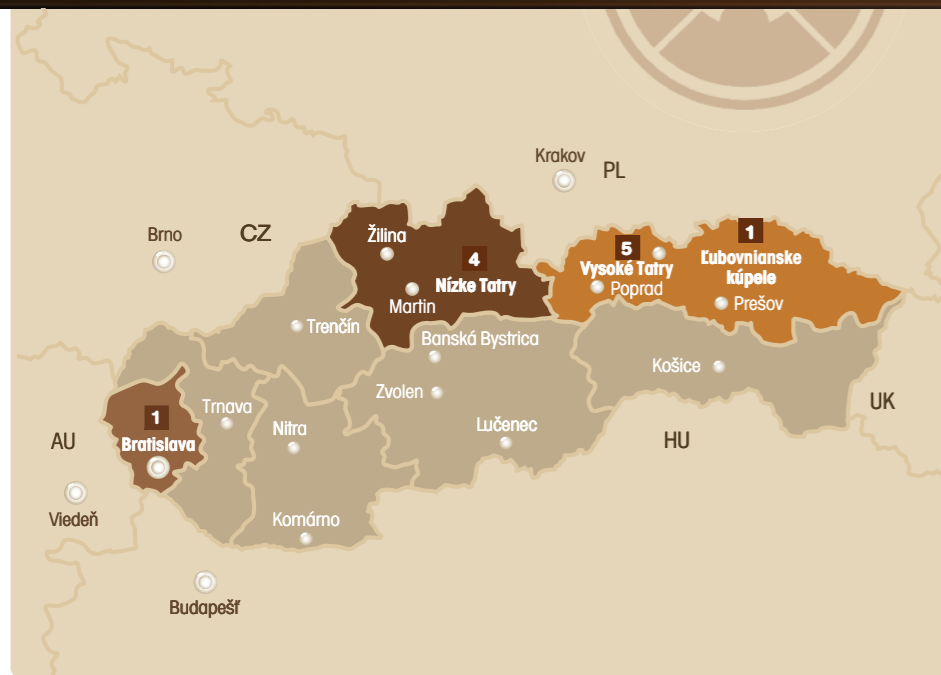 Krakov
PL
Brno
CZ
Žilina
4
Nízke Tatry
Martin
5
Vysoké Tatry
Poprad
1
Ľubovnianske
kúpele
Prešov
Trenčín
Banská Bystrica
Košice
Zvolen
Trnava
Nitra
Lučenec
UK
HU
AU
1
Bratislava
Viedeň
Komárno
Budapešť